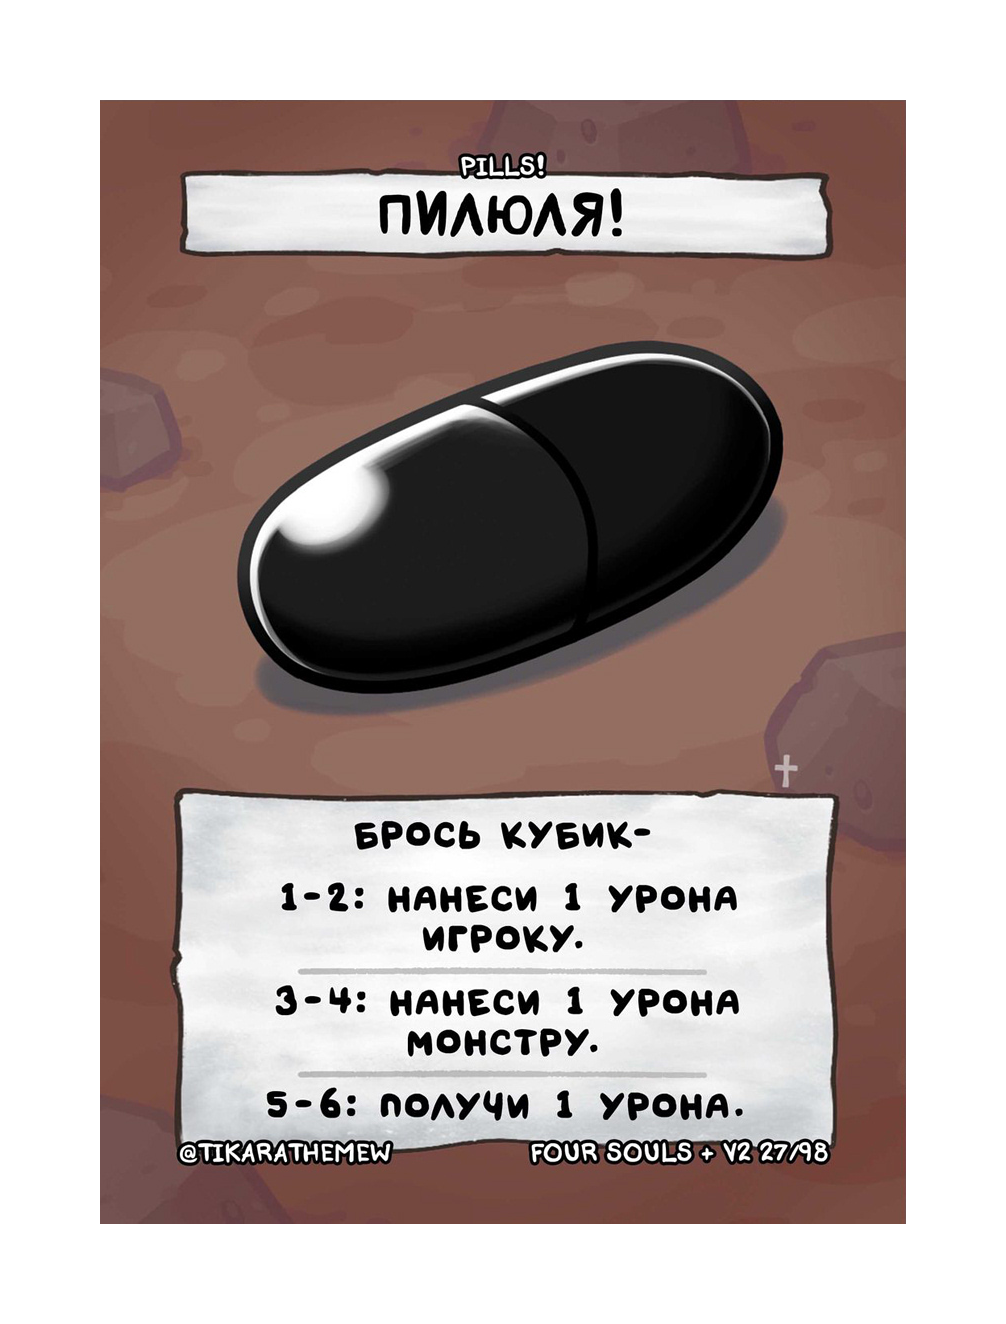 PILLS!
ПИЛЮЛЯ!
БРОСЬ КУБИК-
1-2: НАНЕСИ 1 УРОНА
ИГРОКУ.
3-4: НАНЕСИ 1 УРОНА
МОНСТРУ.
5-6: ПОЛУЧИ 1 УРОНА.
@TIKARATHEMEW
FOUR SOULS + V2 27/98